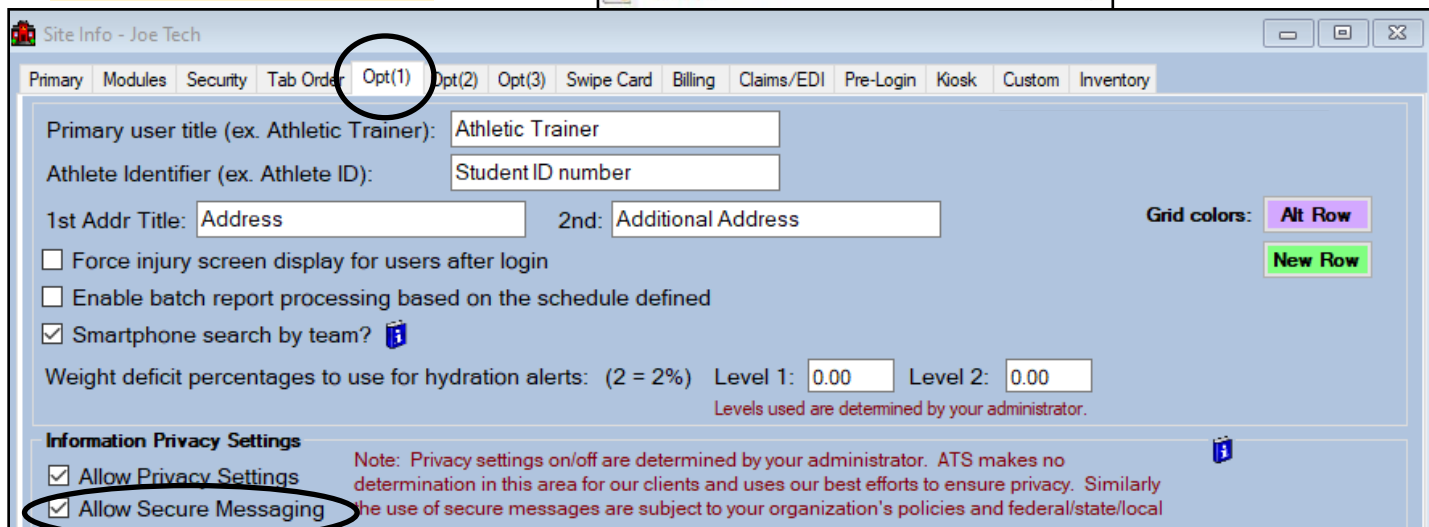 Site Info - Joe Tech
Primary Modules Security Tab Order Opt(1) Opt(2) Opt(3) Swipe Card Billing Claims/EDI Pre-Login Kiosk Custom Inventory
Primary user title (ex. Athletic Trainer): Athletic Trainer
Athlete Identifier (ex. Athlete ID): Student ID number
1st Addr Title: Address 2nd: Additional Address Grid colors: Alt Row
Force injury screen display for users after login New Row
Enable batch report processing based on the schedule defined
Smartphone search by team?
Weight deficit percentages to use for hydration alerts: (2 = 2%) Level 1: 0.00 Level 2: 0.00
Levels used are determined by your administrator.
Information Privacy Settings
Allow Privacy Settings
Note: Privacy settings on/off are determined by your administrator. ATS makes no
determination in this area for our clients and uses our best efforts to ensure privacy. Similarly
Allow Secure Messaging the use of secure messages are subject to your organization's policies and federal/state/local